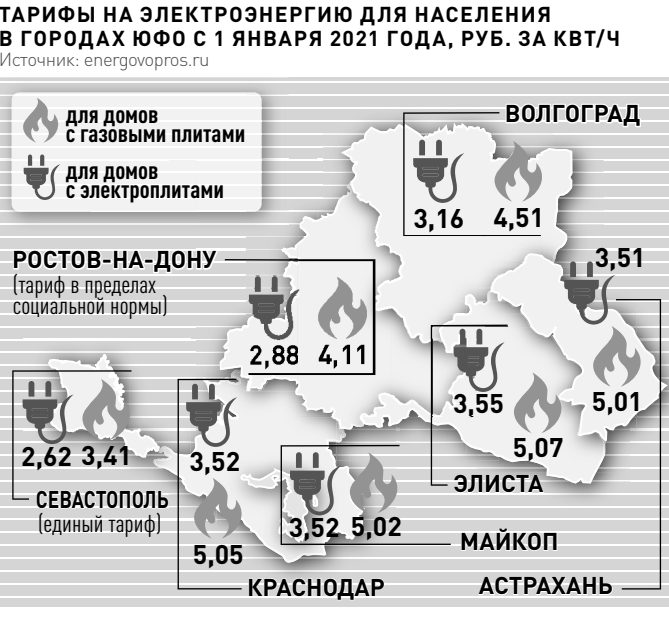 ТАРИФЫ НА ЭЛЕКТРОЭНЕРГИЮ ДЛЯ НАСЕЛЕНИЯ
В ГОРОДАХ ЮФО С 1 ЯНВАРЯ 2021 ГОДА, РУБ. ЗА КВТ/Ч
Источник: energovopros.ru
для домов
с газовыми плитами
для домов
с электроплитами
ВОЛГОГРАД
3,16 4,51
РОСТОВ-НА-ДОНУ
(тариф в пределах
социальной нормы)
2,88 4,11
3,51
5,01
3,55
5,07
ЭЛИСТА
2,62 3,41
СЕВАСТОПОЛЬ
(единый тариф)
3,52
5,05
КРАСНОДАР
3,52 5,02
МАЙКОП
АСТРАХАНЬ